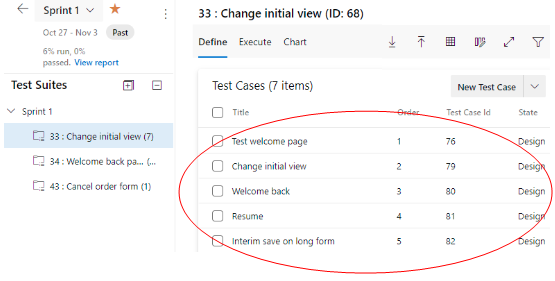 Sprint 1
Oct 27 - Nov 3 Past
6% run, 0%
passed. View report
Test Suites
Sprint 1
33 : Change initial view (7)
34 : Welcome back pa... (...
43 : Cancel order form (1)
33 : Change initial view (ID: 68)
Define Execute Chart
Test Cases (7 items) New Test Case
Title Order Test Case Id State
Test welcome page 1 76 Design
Change initial view 2 79 Design
Welcome back 3 80 Design
Resume 4 81 Design
Interim save on long form 5 82 Design